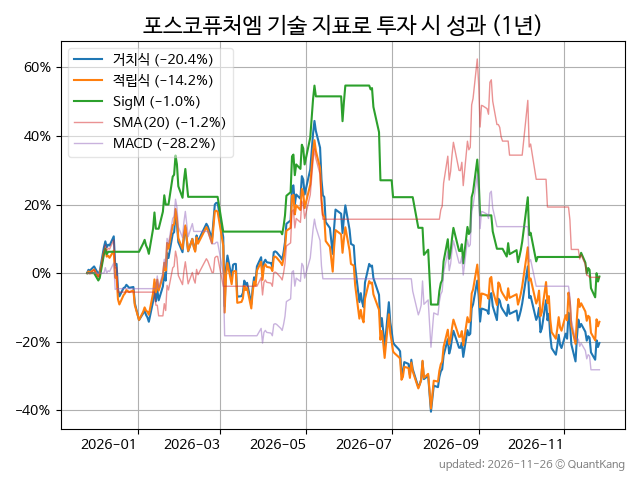 포스코퓨처엠 기술 지표로 투자 시 성과 (1년)
거치식 (−20.4%)
적립식 (−14.2%)
SigM (−1.0%)
SMA(20) (−1.2%)
MACD (−28.2%)
60%
40%
20%
0%
−20%
−40%
2026-01 2026-03 2026-05 2026-07 2026-09 2026-11
updated: 2026-11-26 © QuantKang